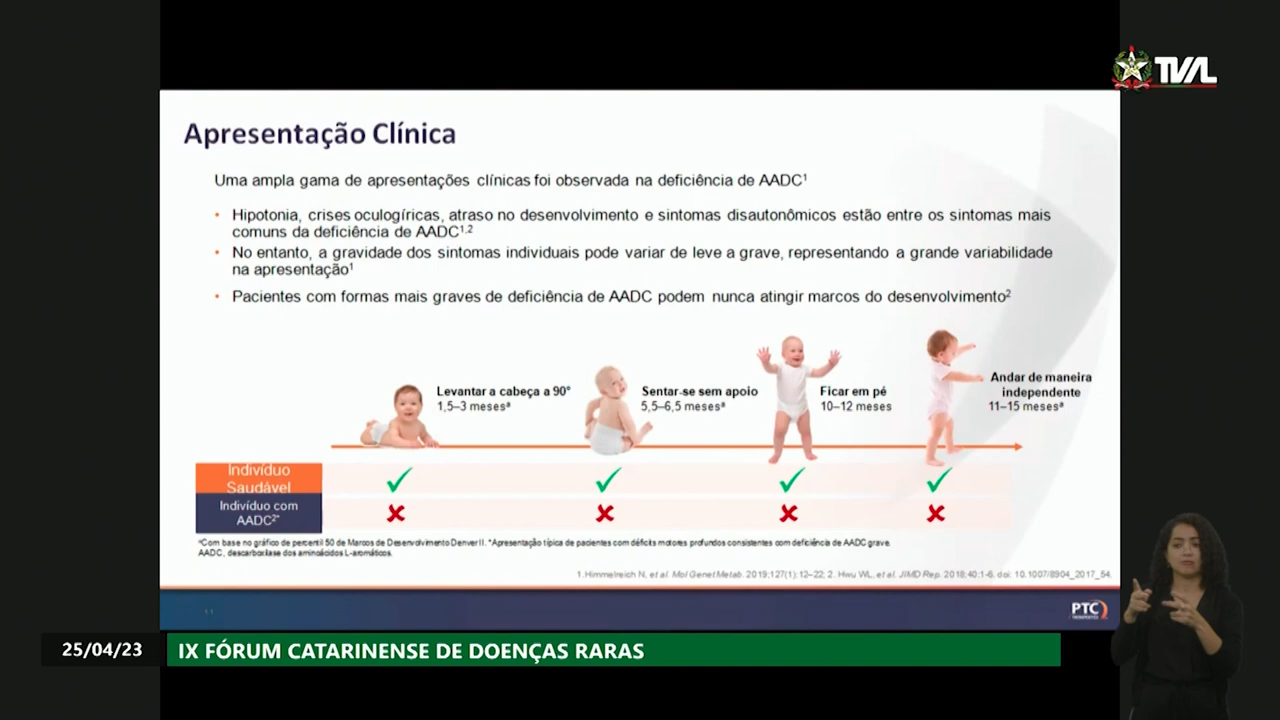 TVAL
Apresentação Clínica
Uma ampla gama de apresentações clínicas foi observada na deficiência de AADC¹
• Hipotonia, crises oculogíricas, atraso no desenvolvimento e sintomas disautonômicos estão entre os sintomas mais
comuns da deficiência de AADC¹,²
• No entanto, a gravidade dos sintomas individuais pode variar de leve a grave, representando a grande variabilidade
na apresentação¹
• Pacientes com formas mais graves de deficiência de AADC podem nunca atingir marcos do desenvolvimento²
Levantar a cabeça a 90°
1,5–3 mesesª
Sentar-se sem apoio
5,5–6,5 mesesª
Ficar em pé
10–12 meses
Andar de maneira
independente
11–15 mesesª
Indivíduo
Saudável
Indivíduo com
AADC²*
ªCom base no gráfico de percentil 50 de Marcos de Desenvolvimento Denver II. *Apresentação típica de pacientes com déficits motores profundos consistentes com deficiência de AADC grave.
AADC, descarboxilase dos aminoácidos L-aromáticos.
1. Himmelreich N, et al. Mol Genet Metab. 2019;127(1):12–22; 2. Hwu WL, et al. JIMD Rep. 2018;40:1-6. doi: 10.1007/8904_2017_54.
PTC
25/04/23
IX FÓRUM CATARINENSE DE DOENÇAS RARAS